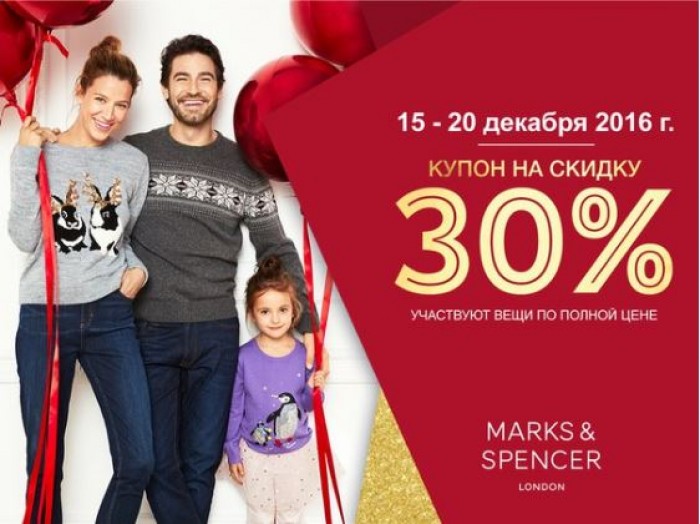 15 - 20 декабря 2016 г.
КУПОН НА СКИДКУ
30%
УЧАСТВУЮТ ВЕЩИ ПО ПОЛНОЙ ЦЕНЕ
MARKS &
SPENCER
LONDON